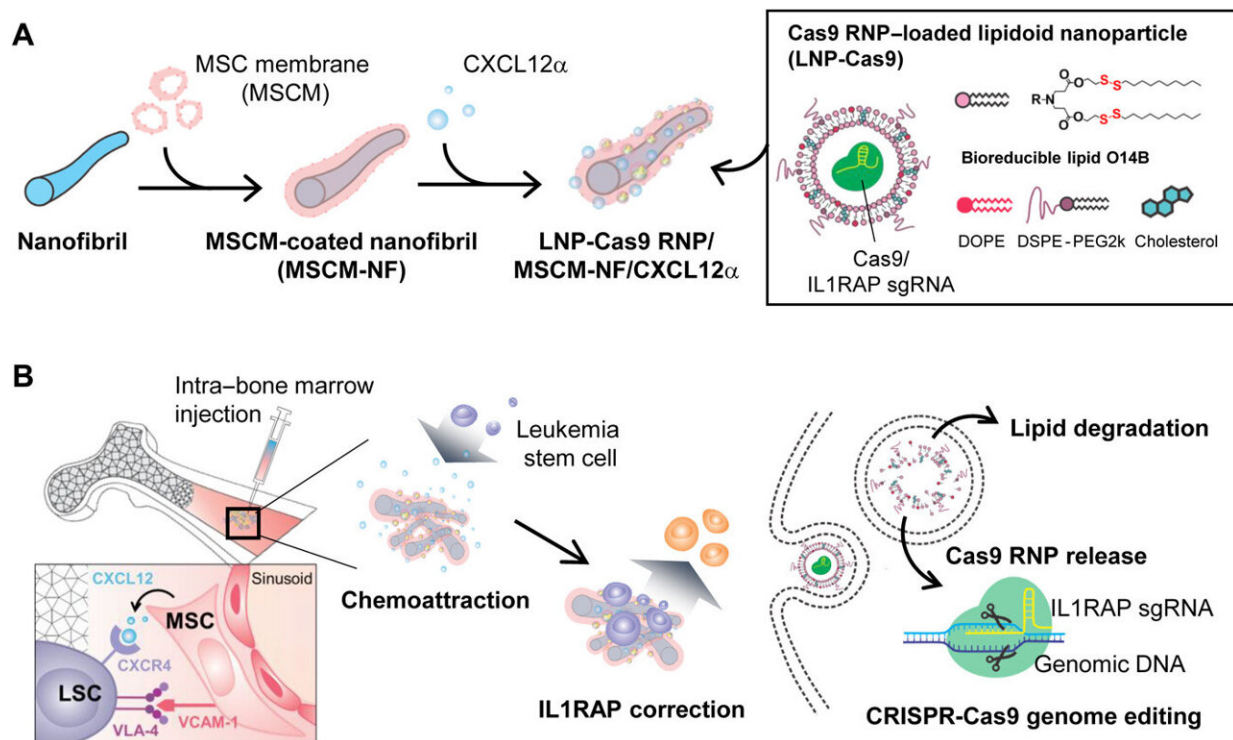 A
MSC membrane
(MSCM)
CXCL12α
Nanofibril
MSCM-coated nanofibril
(MSCM-NF)
LNP-Cas9 RNP/
MSCM-NF/CXCL12α
Cas9 RNP–loaded lipidoid nanoparticle
(LNP-Cas9)
O
S
S
R-N
O
O
S
S
O
Bioreducible lipid O14B
DOPE
DSPE-PEG2k
Cholesterol
Cas9/
IL1RAP sgRNA
B
Intra–bone marrow
injection
Leukemia
stem cell
Chemoattraction
IL1RAP correction
CXCL12
Sinusoid
MSC
CXCR4
LSC
VLA-4
VCAM-1
Lipid degradation
Cas9 RNP release
IL1RAP sgRNA
Genomic DNA
CRISPR-Cas9 genome editing